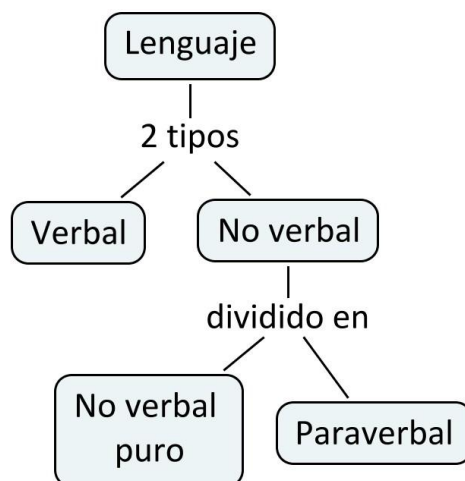 Lenguaje
2 tipos
Verbal
No verbal
dividido en
No verbal
puro
Paraverbal